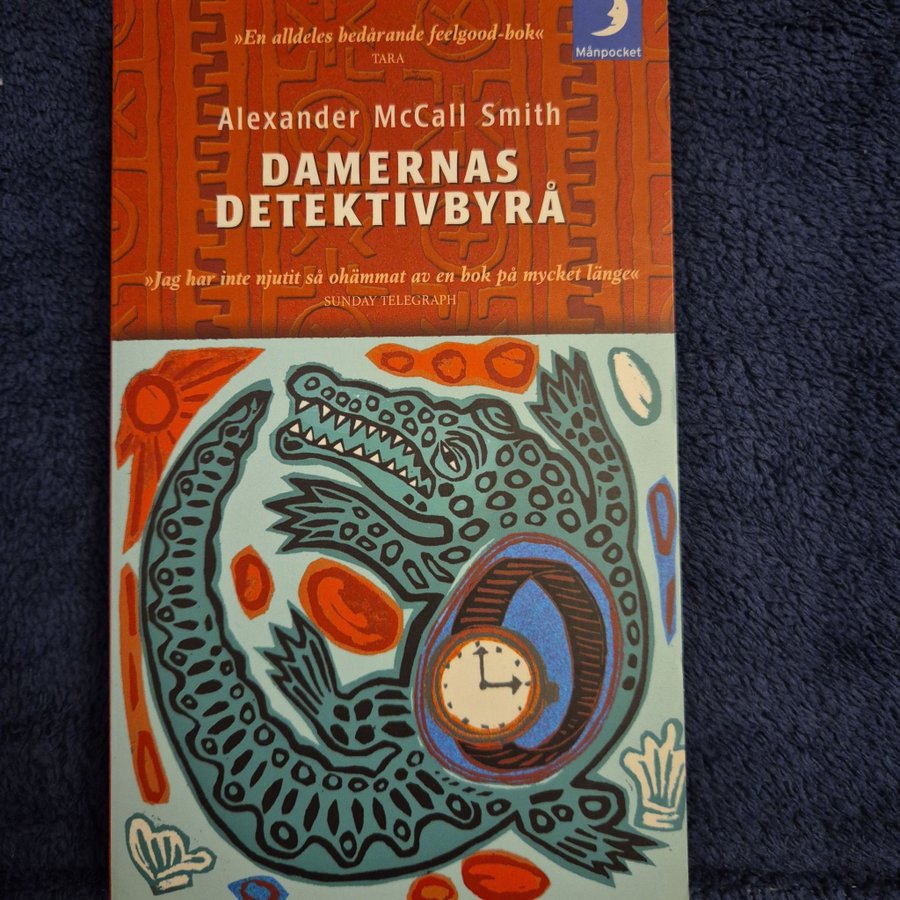 »En alldeles bedårande feelgood-bok«
TARA
Månpocket
Alexander McCall Smith
DAMERNAS
DETEKTIVBYRÅ
»Jag har inte njutit så ohämmat av en bok på mycket länge«
SUNDAY TELEGRAPH